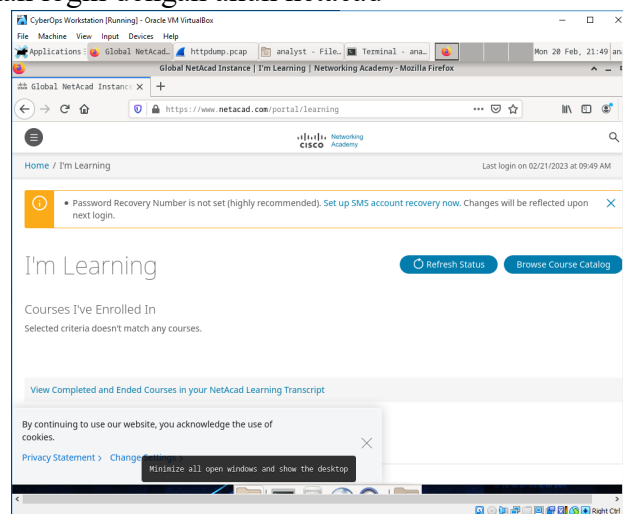 login dengan
CyberOps Workstation [Running] - Oracle VM VirtualBox
File Machine View Input Devices Help
Applications Global NetAcad... httpdump.pcap analyst - File... Terminal - ana... Mon 20 Feb, 21:49 an
Global NetAcad Instance | I'm Learning | Networking Academy - Mozilla Firefox
Global NetAcad Instance
https://www.netacad.com/portal/learning
CISCO Networking Academy
Home / I'm Learning Last login on 02/21/2023 at 09:49 AM
• Password Recovery Number is not set (highly recommended). Set up SMS account recovery now. Changes will be reflected upon
next login.
I'm Learning
Refresh Status Browse Course Catalog
Courses I've Enrolled In
Selected criteria doesn't match any courses.
View Completed and Ended Courses in your NetAcad Learning Transcript
By continuing to use our website, you acknowledge the use of
cookies.
Privacy Statement > Change Settings >
Minimize all open windows and show the desktop
Right Ctrl